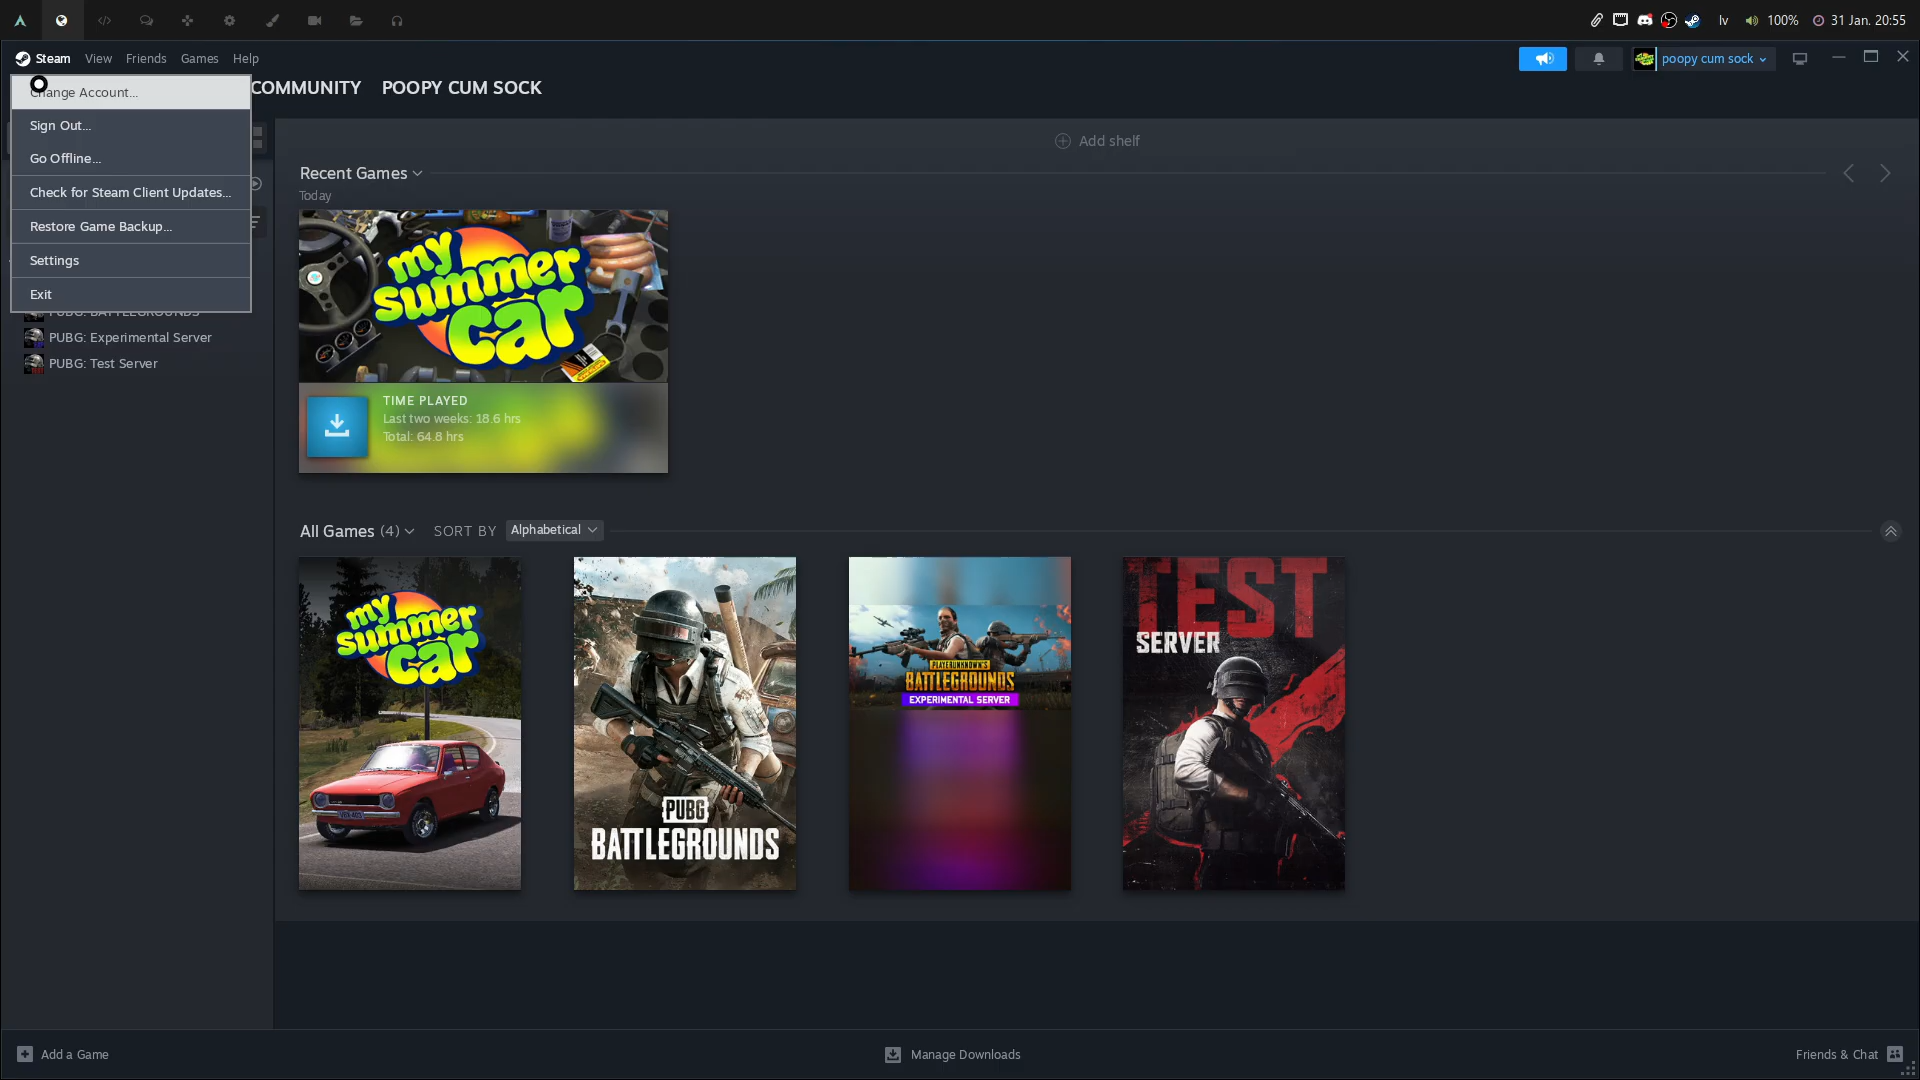 lv 100% 31 Jan. 20:55
Steam View Friends Games Help
poopy cum sock
COMMUNITY POOPY CUM SOCK
Change Account...
Sign Out...
Go Offline...
Check for Steam Client Updates...
Restore Game Backup...
Settings
Exit
PUBG: BATTLEGROUNDS
PUBG: Experimental Server
PUBG: Test Server
Add shelf
Recent Games
Today
my
summer
car
TIME PLAYED
Last two weeks: 18.6 hrs
Total: 64.8 hrs
All Games (4) SORT BY Alphabetical
my
summer
car
PUBG
BATTLEGROUNDS
PLAYERUNKNOWN'S
BATTLEGROUNDS
EXPERIMENTAL SERVER
TEST
SERVER
Add a Game
Manage Downloads
Friends & Chat